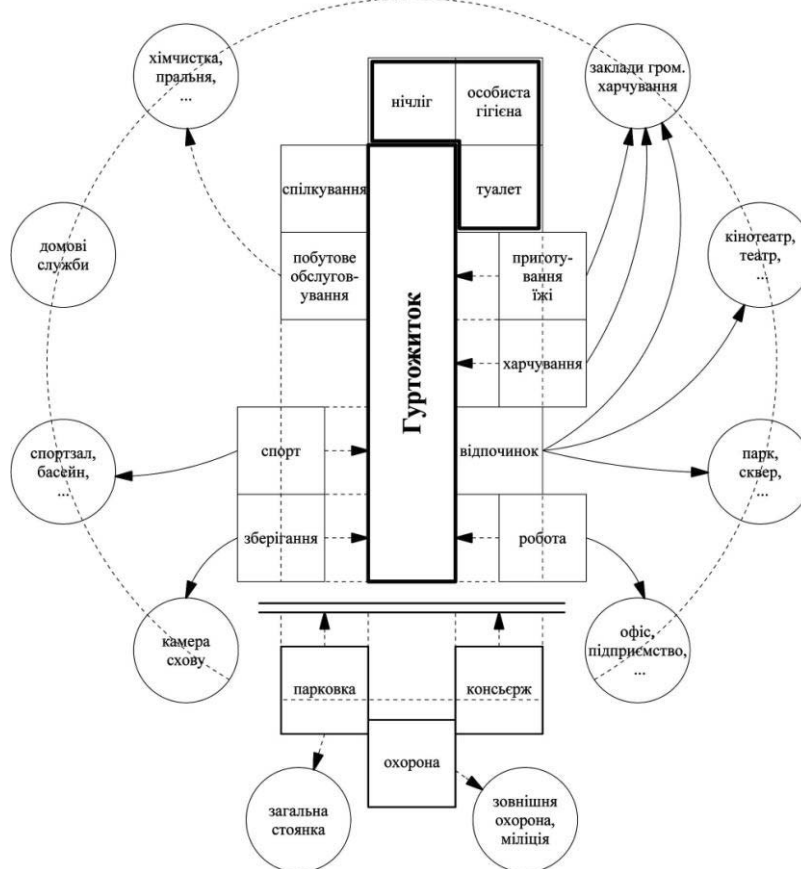 хімчистка,
пральня,
...
нічліг
особиста
гігієна
заклади гром.
харчування
спілкування
туалет
домові
служби
побутове
обслугов-
ування
Гуртожиток
приготу-
вання
їжі
кінотеатр,
театр,
...
харчування
спортзал,
басейн,
...
спорт
відпочинок
парк,
сквер,
...
зберігання
робота
камера
схову
офіс,
підприємство,
...
парковка
консьєрж
охорона
загальна
стоянка
зовнішня
охорона,
міліція